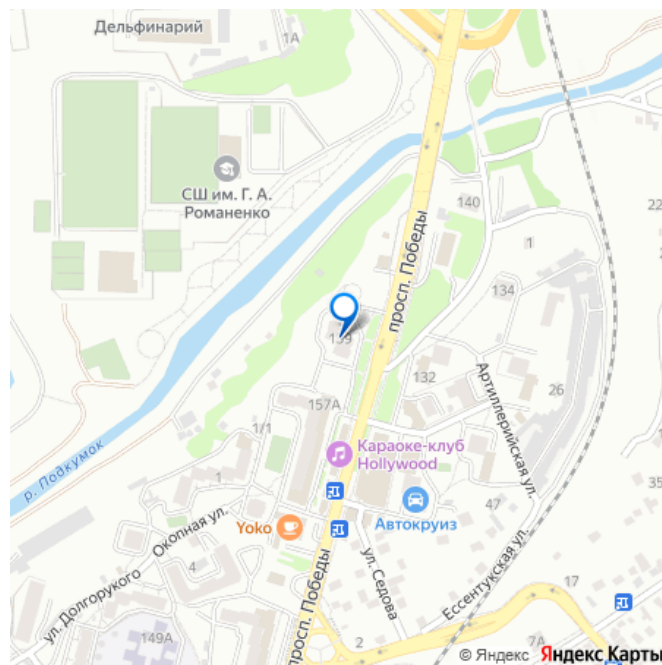 Дельфинарий
1А
СШ им. Г. А.
Романенко
140
22
1
просп. Победы
134
159
132
26
157А
Артиллерийская ул.
1/1
р. Подкумок
Караоке-клуб
Hollywood
1
47
Автокруиз
Yoko
Окопная ул.
ул. Седова
Ессентукская ул.
4
17
ул. Долгорукого
просп. Победы
149А
2
7А
© Яндекс Яндекс Карты